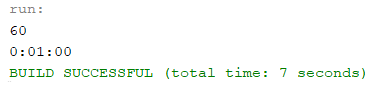 run:
60
0:01:00
BUILD SUCCESSFUL (total time: 7 seconds)